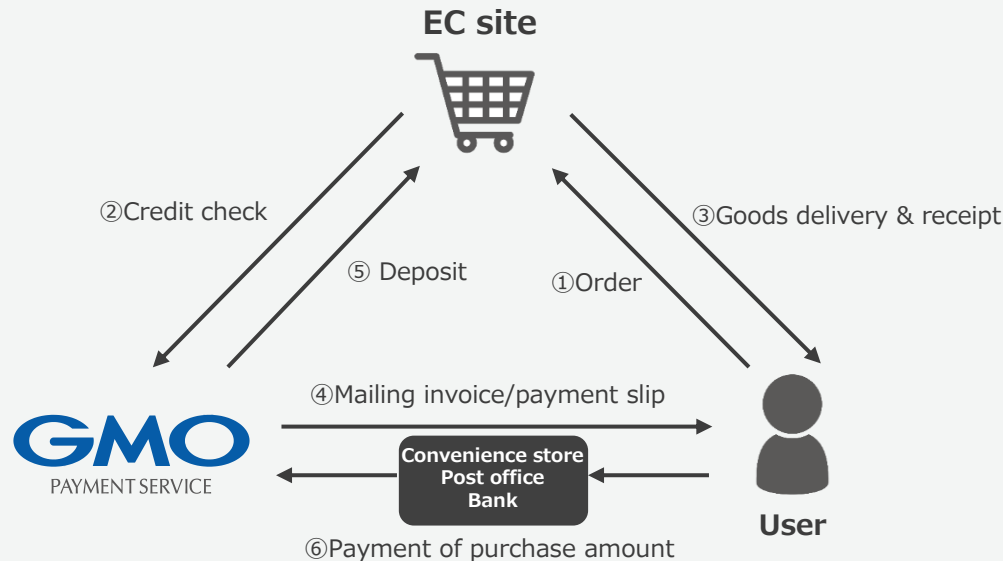 EC site
②Credit check
③Goods delivery & receipt
⑤ Deposit
①Order
④Mailing invoice/payment slip
GMO
PAYMENT SERVICE
Convenience store
Post office
Bank
User
⑥Payment of purchase amount